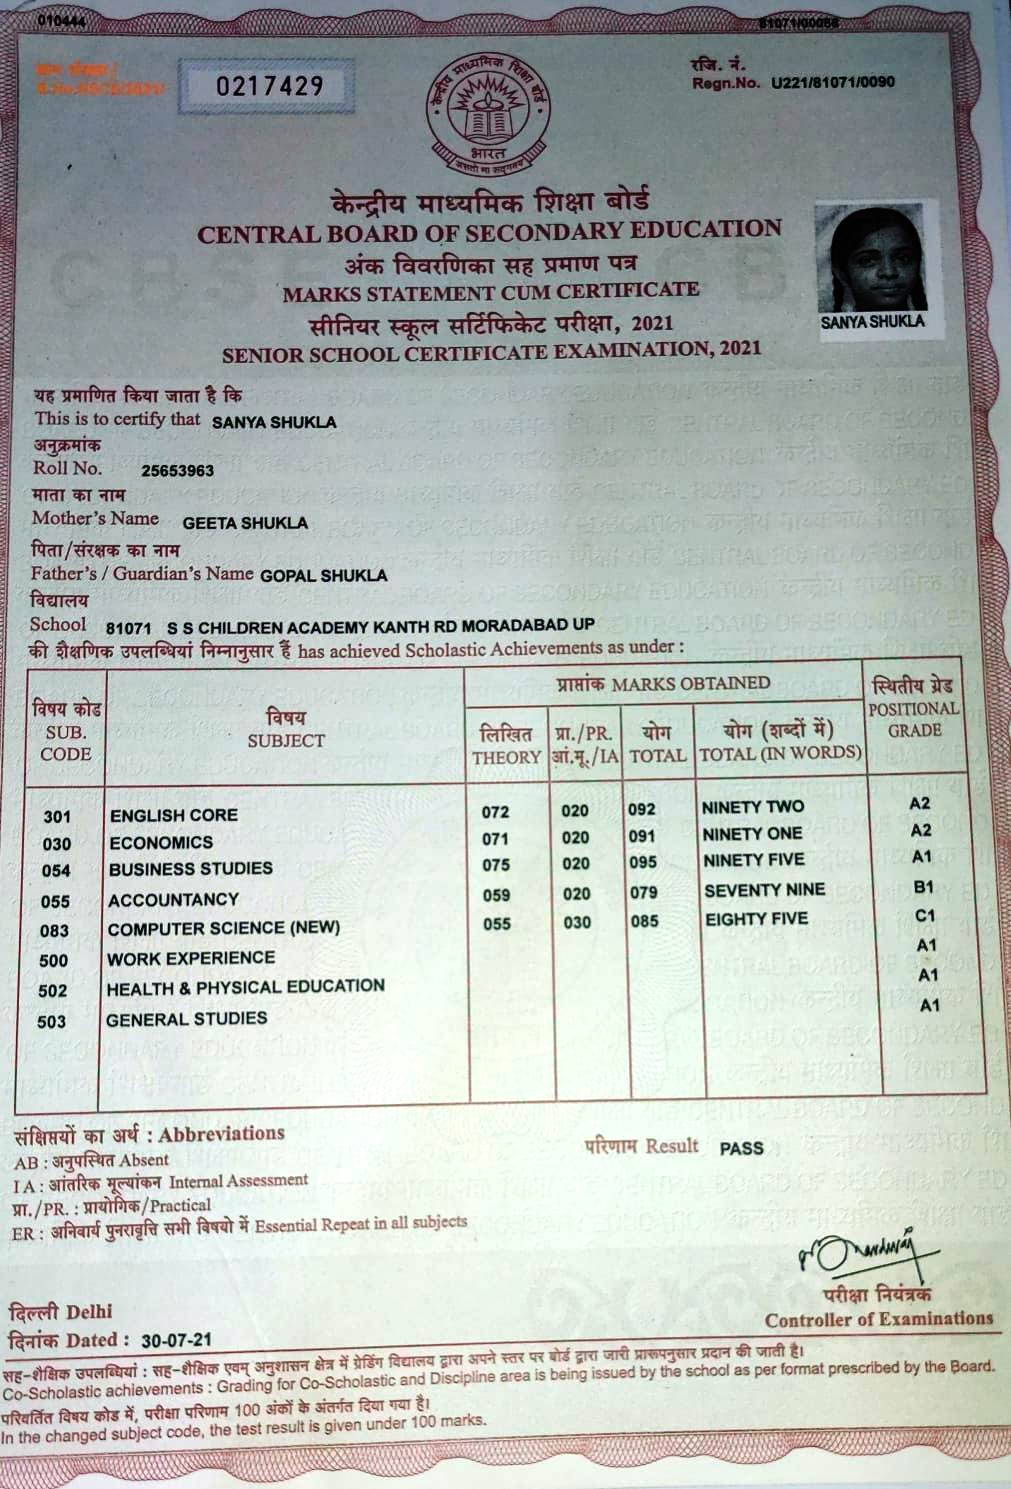 010444
81071/00088
0217429
रजि. नं.
Regn.No. U221/81071/0090
केन्द्रीय माध्यमिक शिक्षा बोर्ड
भारत
असतो मा सद्गमय
केन्द्रीय माध्यमिक शिक्षा बोर्ड
CENTRAL BOARD OF SECONDARY EDUCATION
अंक विवरणिका सह प्रमाण पत्र
MARKS STATEMENT CUM CERTIFICATE
सीनियर स्कूल सर्टिफिकेट परीक्षा, 2021
SENIOR SCHOOL CERTIFICATE EXAMINATION, 2021
SANYA SHUKLA
यह प्रमाणित किया जाता है कि
This is to certify that SANYA SHUKLA
अनुक्रमांक
Roll No. 25653963
माता का नाम
Mother's Name GEETA SHUKLA
पिता/संरक्षक का नाम
Father's / Guardian's Name GOPAL SHUKLA
विद्यालय
School 81071 S S CHILDREN ACADEMY KANTH RD MORADABAD UP
की शैक्षणिक उपलब्धियां निम्नानुसार हैं has achieved Scholastic Achievements as under :
विषय कोड SUB. CODE विषय SUBJECT प्राप्तांक MARKS OBTAINED स्थितीय ग्रेड POSITIONAL GRADE
लिखित THEORY प्रा./PR. आं.मू./IA योग TOTAL योग (शब्दों में) TOTAL (IN WORDS)
301 ENGLISH CORE 072 020 092 NINETY TWO A2
030 ECONOMICS 071 020 091 NINETY ONE A2
054 BUSINESS STUDIES 075 020 095 NINETY FIVE A1
055 ACCOUNTANCY 059 020 079 SEVENTY NINE B1
083 COMPUTER SCIENCE (NEW) 055 030 085 EIGHTY FIVE C1
500 WORK EXPERIENCE A1
502 HEALTH & PHYSICAL EDUCATION A1
503 GENERAL STUDIES A1
संक्षिप्तियों का अर्थ : Abbreviations
परिणाम Result PASS
AB : अनुपस्थित Absent
I A : आंतरिक मूल्यांकन Internal Assessment
प्रा./PR. : प्रायोगिक/Practical
ER : अनिवार्य पुनरावृत्ति सभी विषयो में Essential Repeat in all subjects
परीक्षा नियंत्रक
Controller of Examinations
दिल्ली Delhi
दिनांक Dated : 30-07-21
सह-शैक्षिक उपलब्धियां : सह-शैक्षिक एवम् अनुशासन क्षेत्र में ग्रेडिंग विद्यालय द्वारा अपने स्तर पर बोर्ड द्वारा जारी प्रारूपनुसार प्रदान की जाती है।
Co-Scholastic achievements : Grading for Co-Scholastic and Discipline area is being issued by the school as per format prescribed by the Board.
परिवर्तित विषय कोड में, परीक्षा परिणाम 100 अंकों के अंतर्गत दिया गया है।
In the changed subject code, the test result is given under 100 marks.